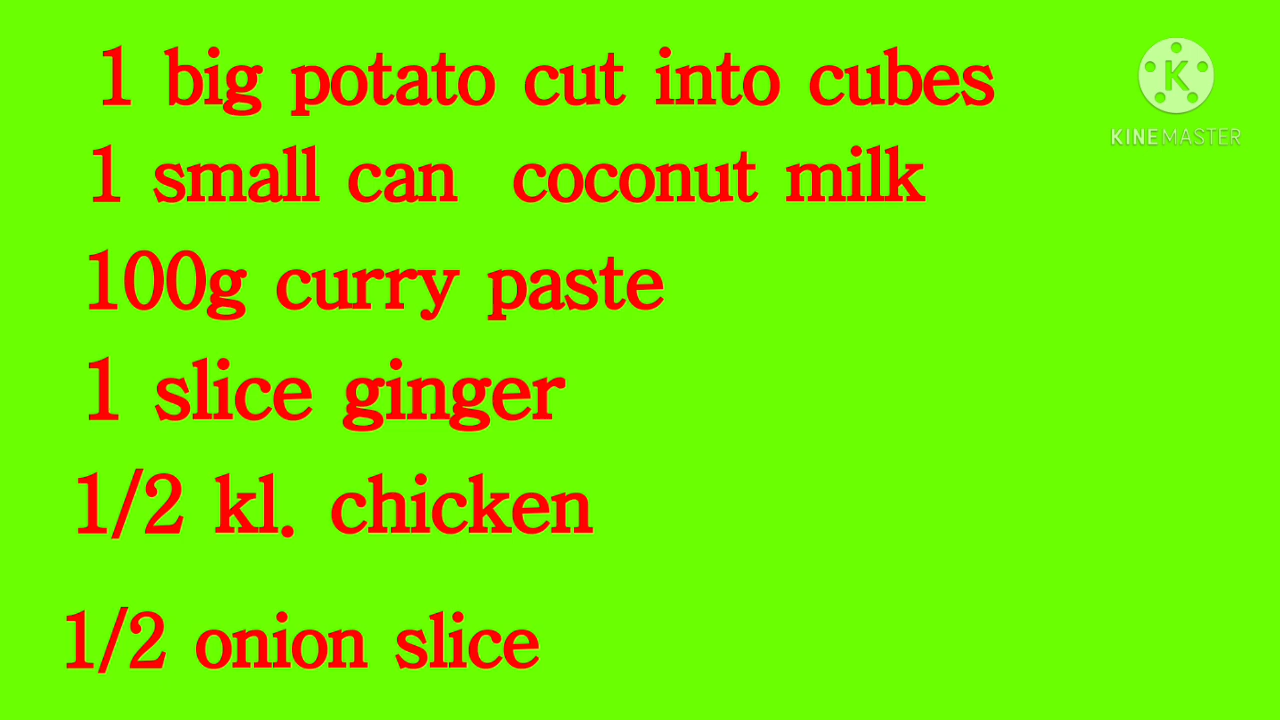 1 big potato cut into cubes
1 small can coconut milk
100g curry paste
1 slice ginger
1/2 kl. chicken
1/2 onion slice
K
KINEMASTER